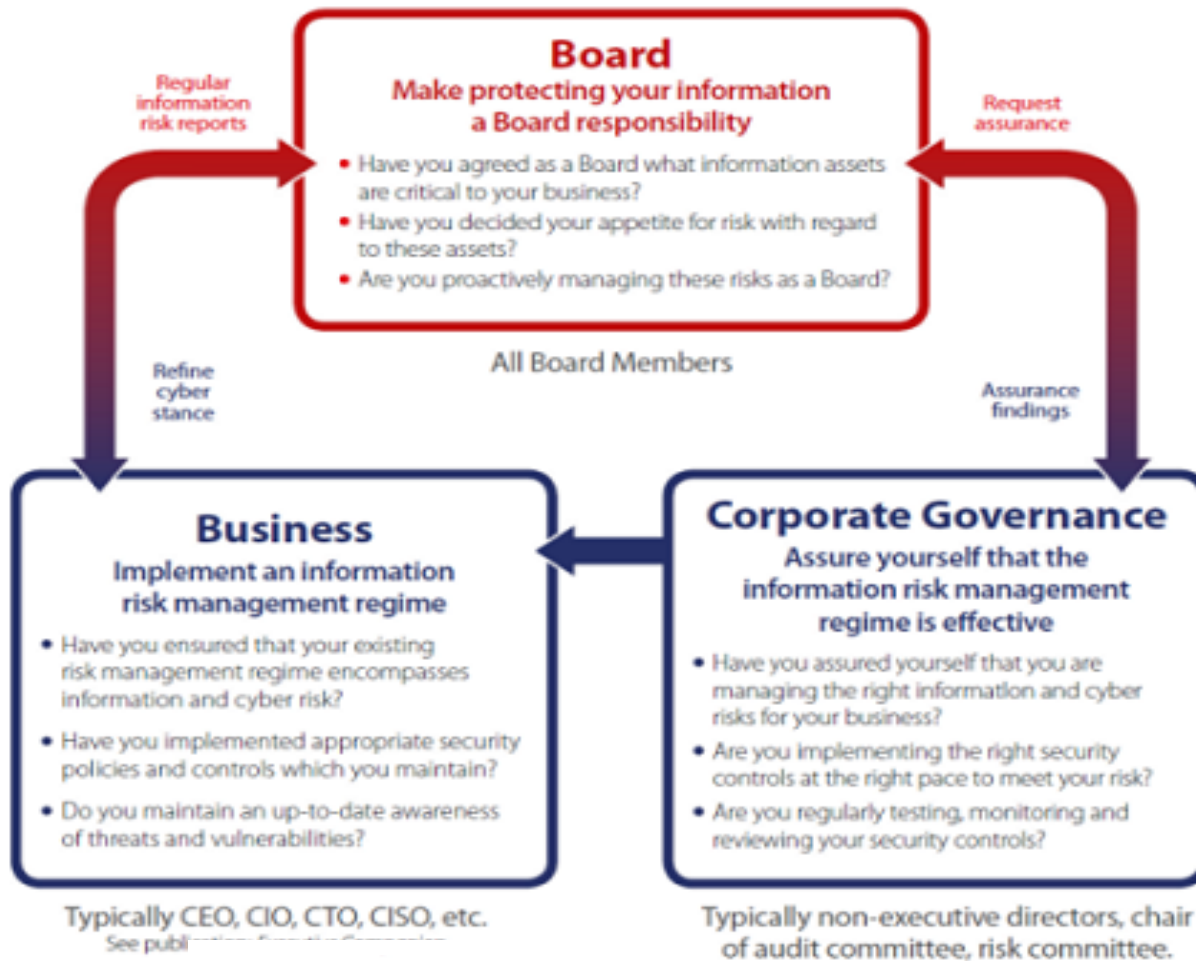 Board
Make protecting your information
a Board responsibility
• Have you agreed as a Board what information assets
are critical to your business?
• Have you decided your appetite for risk with regard
to these assets?
• Are you proactively managing these risks as a Board?
All Board Members
Regular
information
risk reports
Request
assurance
Refine
cyber
stance
Assurance
findings
Business
Implement an information
risk management regime
• Have you ensured that your existing
risk management regime encompasses
information and cyber risk?
• Have you implemented appropriate security
policies and controls which you maintain?
• Do you maintain an up-to-date awareness
of threats and vulnerabilities?
Typically CEO, CIO, CTO, CISO, etc.
See
Corporate Governance
Assure yourself that the
information risk management
regime is effective
• Have you assured yourself that you are
managing the right information and cyber
risks for your business?
• Are you implementing the right security
controls at the right pace to meet your risk?
• Are you regularly testing, monitoring and
reviewing your security controls?
Typically non-executive directors, chair
of audit committee, risk committee.